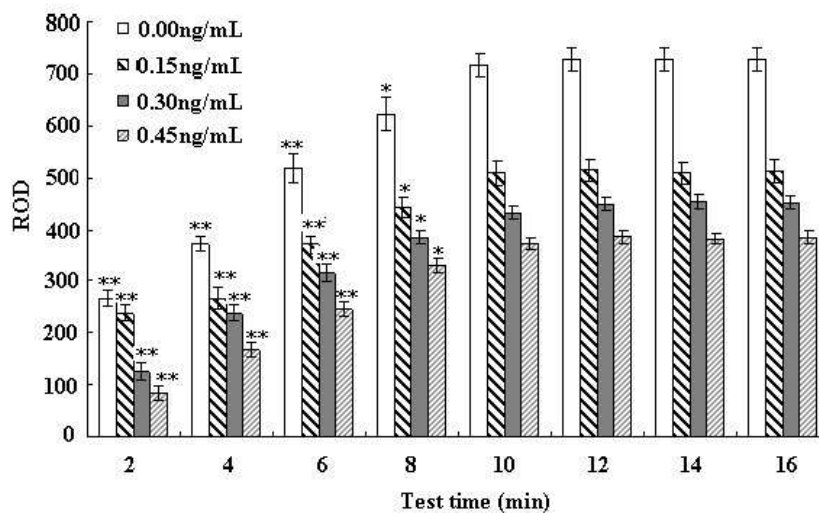 800
700
600
500
400
300
200
100
0
ROD
0.00ng/mL
0.15ng/mL
0.30ng/mL
0.45ng/mL
** ** ** **
** ** ** **
** ** ** **
* * * *
2 4 6 8 10 12 14 16
Test time (min)